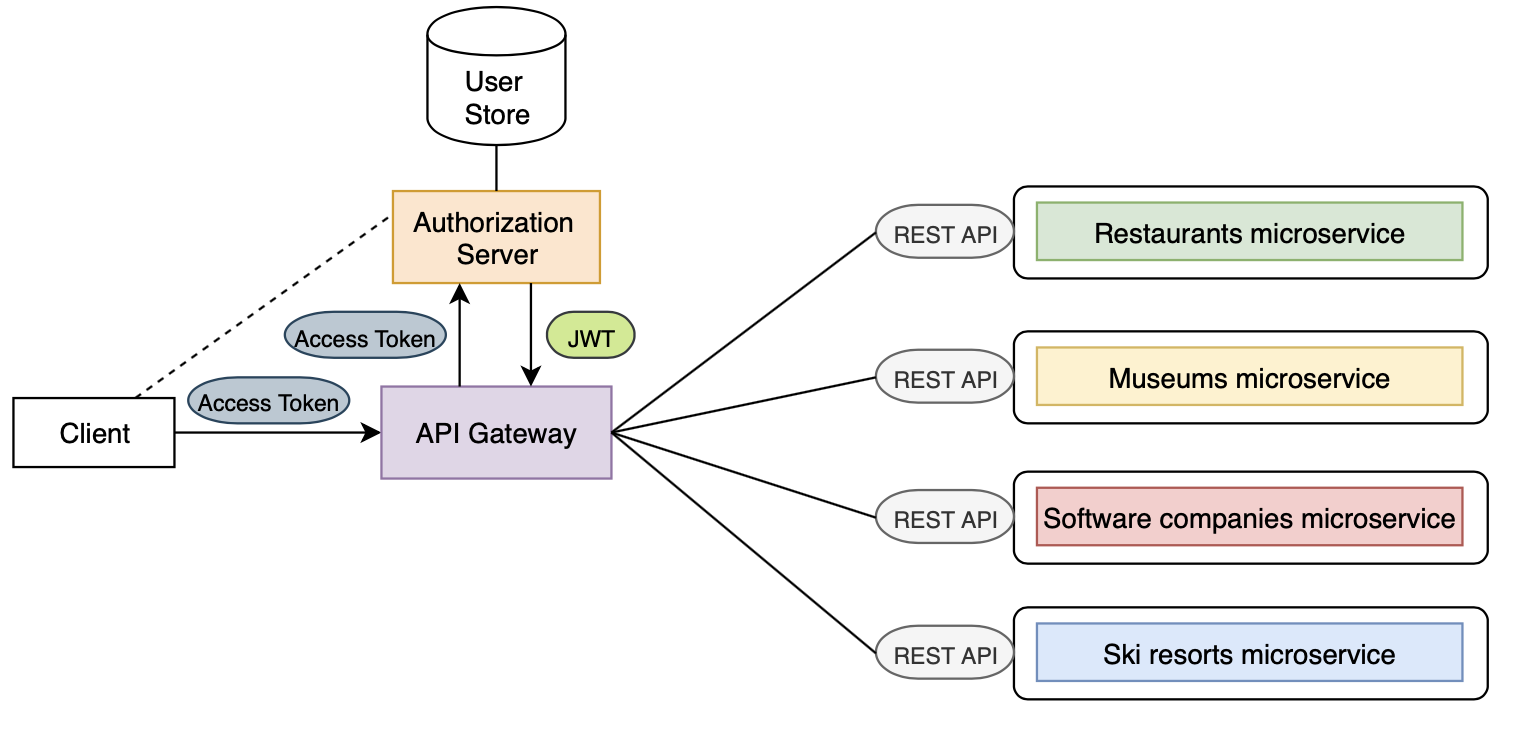 User
Store
Authorization
Server
Access Token
JWT
Client
Access Token
API Gateway
REST API
Restaurants microservice
REST API
Museums microservice
REST API
Software companies microservice
REST API
Ski resorts microservice